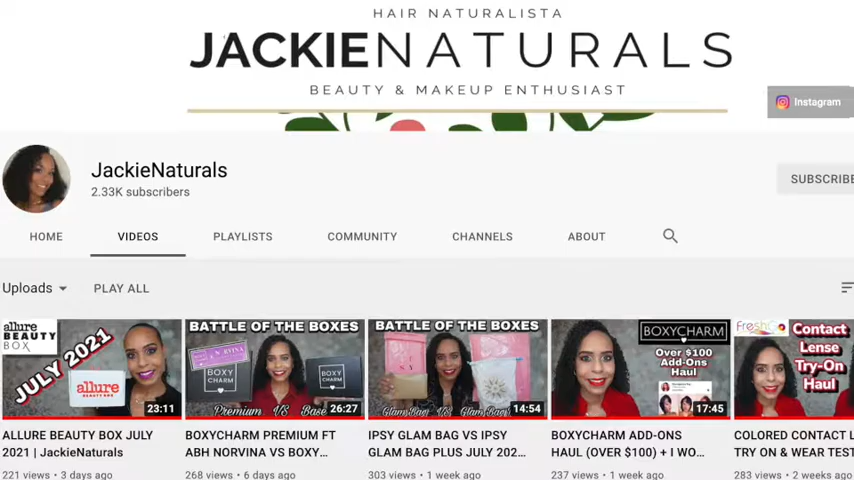 HAIR NATURALISTA
JACKIENATURALS
BEAUTY & MAKEUP ENTHUSIAST
Instagram
JackieNaturals
2.33K subscribers
SUBSCRIBE
HOME VIDEOS PLAYLISTS COMMUNITY CHANNELS ABOUT
Uploads PLAY ALL
allure
BEAUTY
BOX
JULY 2021
allure
BEAUTY BOX
23:11
BATTLE OF THE BOXES
BOXY
CHARM
BOXY
CHARM
Premium VS Base
26:27
BATTLE OF THE BOXES
Glam Bag VS Glam Bag
14:54
BOXYCHARM
Over $100
Add-Ons
Haul
17:45
Contact
Lense
Try-On
Haul
ALLURE BEAUTY BOX JULY
2021 | JackieNaturals
221 views • 3 days ago
BOXYCHARM PREMIUM FT
ABH NORVINA VS BOXY...
268 views • 6 days ago
IPSY GLAM BAG VS IPSY
GLAM BAG PLUS JULY 202...
303 views • 1 week ago
BOXYCHARM ADD-ONS
HAUL (OVER $100) + I WO...
237 views • 1 week ago
COLORED CONTACT L
TRY ON & WEAR TEST
283 views • 2 weeks ago